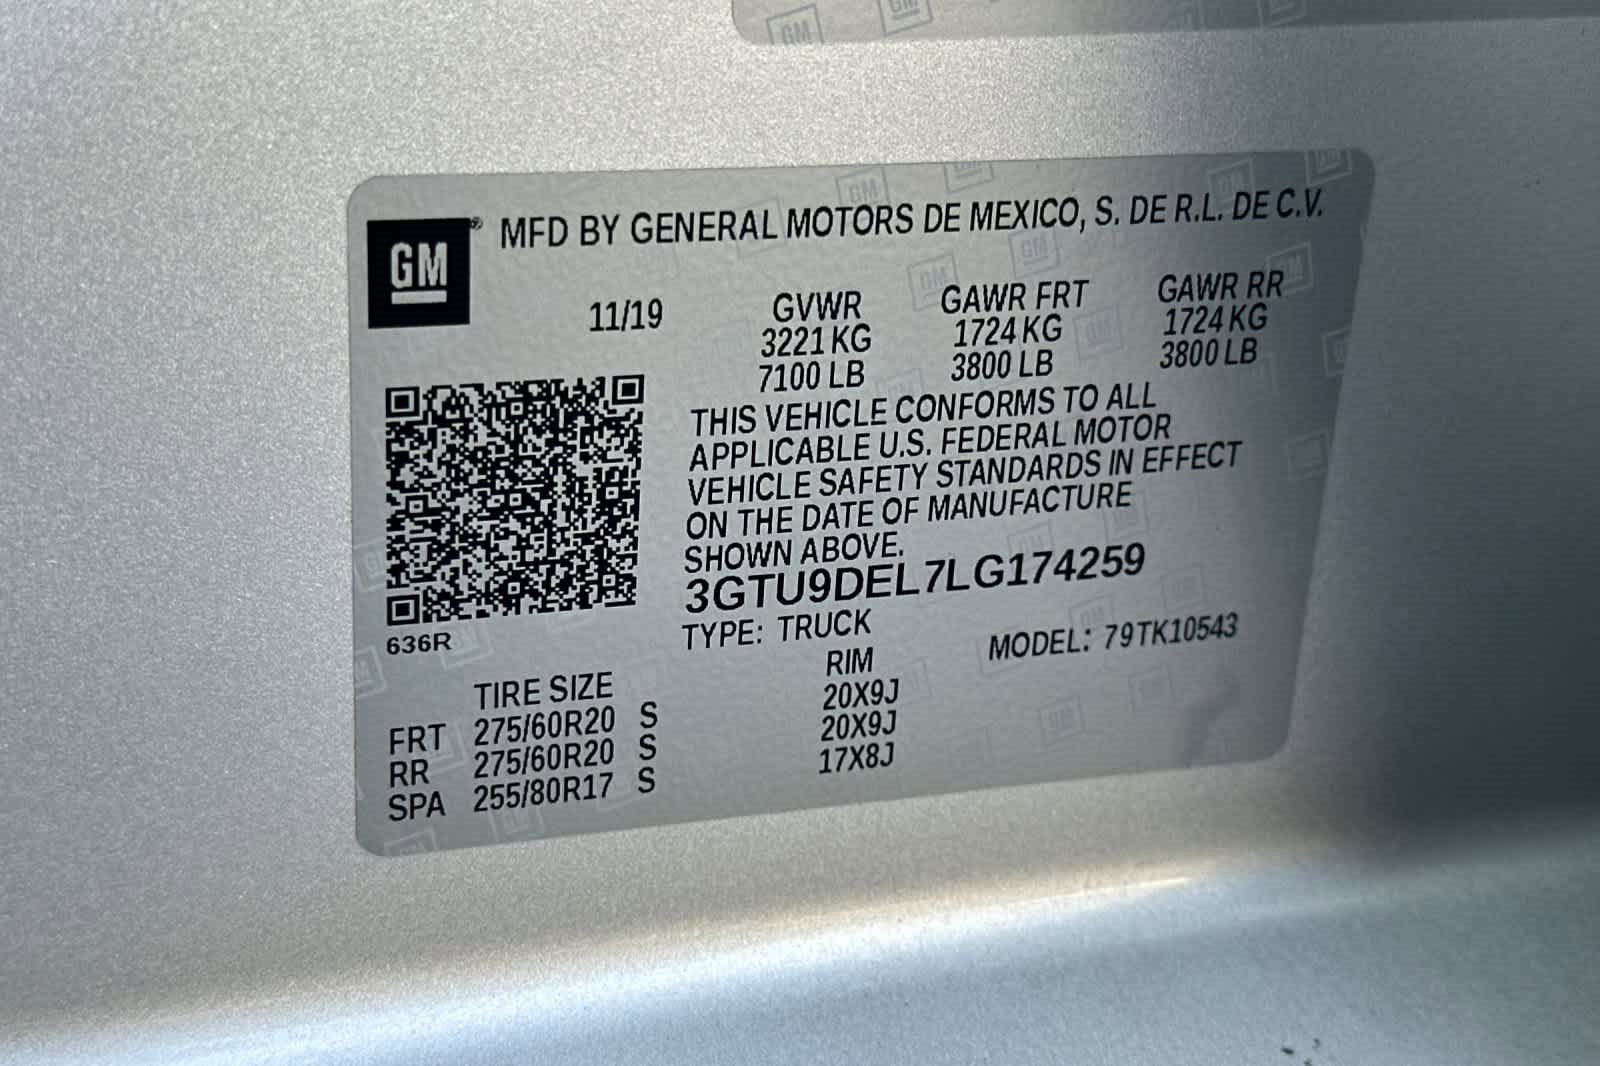 GM® MFD BY GENERAL MOTORS DE MEXICO, S. DE R.L. DE C.V.
11/19 GVWR GAWR FRT GAWR RR
3221 KG 1724 KG 1724 KG
7100 LB 3800 LB 3800 LB
THIS VEHICLE CONFORMS TO ALL
APPLICABLE U.S. FEDERAL MOTOR
VEHICLE SAFETY STANDARDS IN EFFECT
ON THE DATE OF MANUFACTURE
SHOWN ABOVE.
3GTU9DEL7LG174259
636R
TYPE: TRUCK MODEL: 79TK10543
TIRE SIZE RIM
FRT 275/60R20 S 20X9J
RR 275/60R20 S 20X9J
SPA 255/80R17 S 17X8J